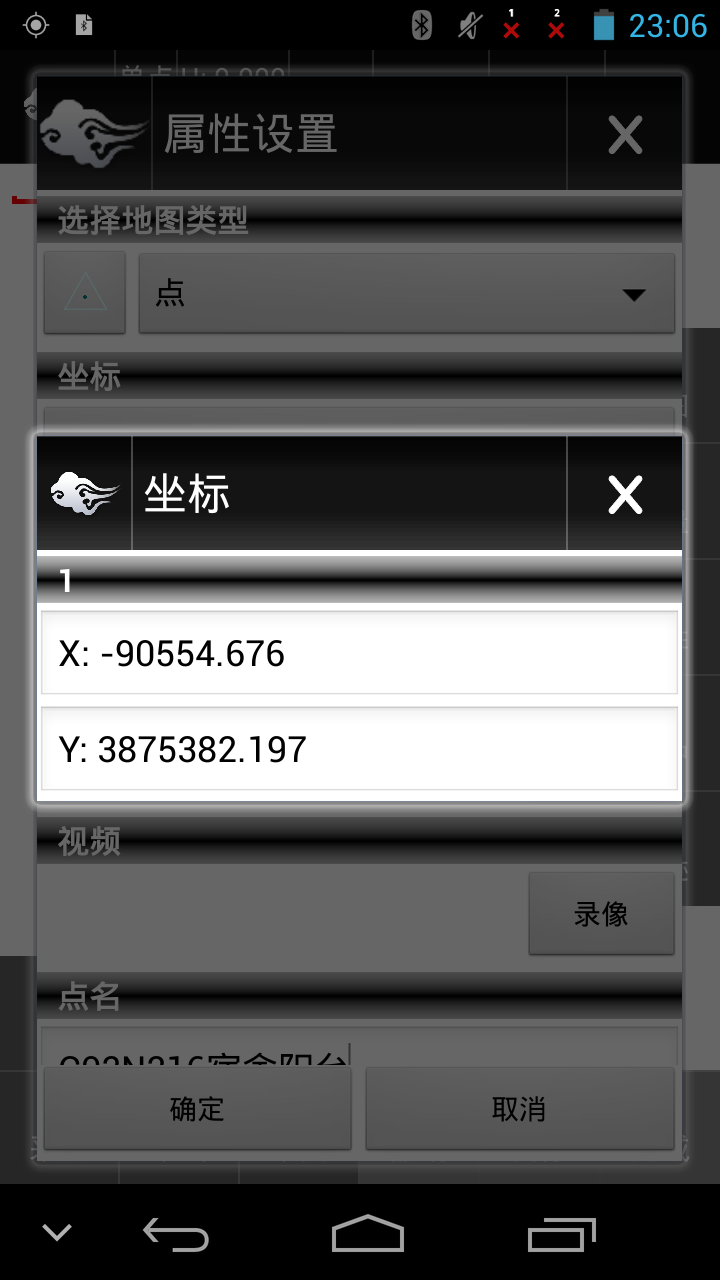 1
2
23:06
属性设置
X
选择地图类型
点
坐标
坐标
X
1
X: -90554.676
Y: 3875382.197
视频
录像
点名
确定
取消